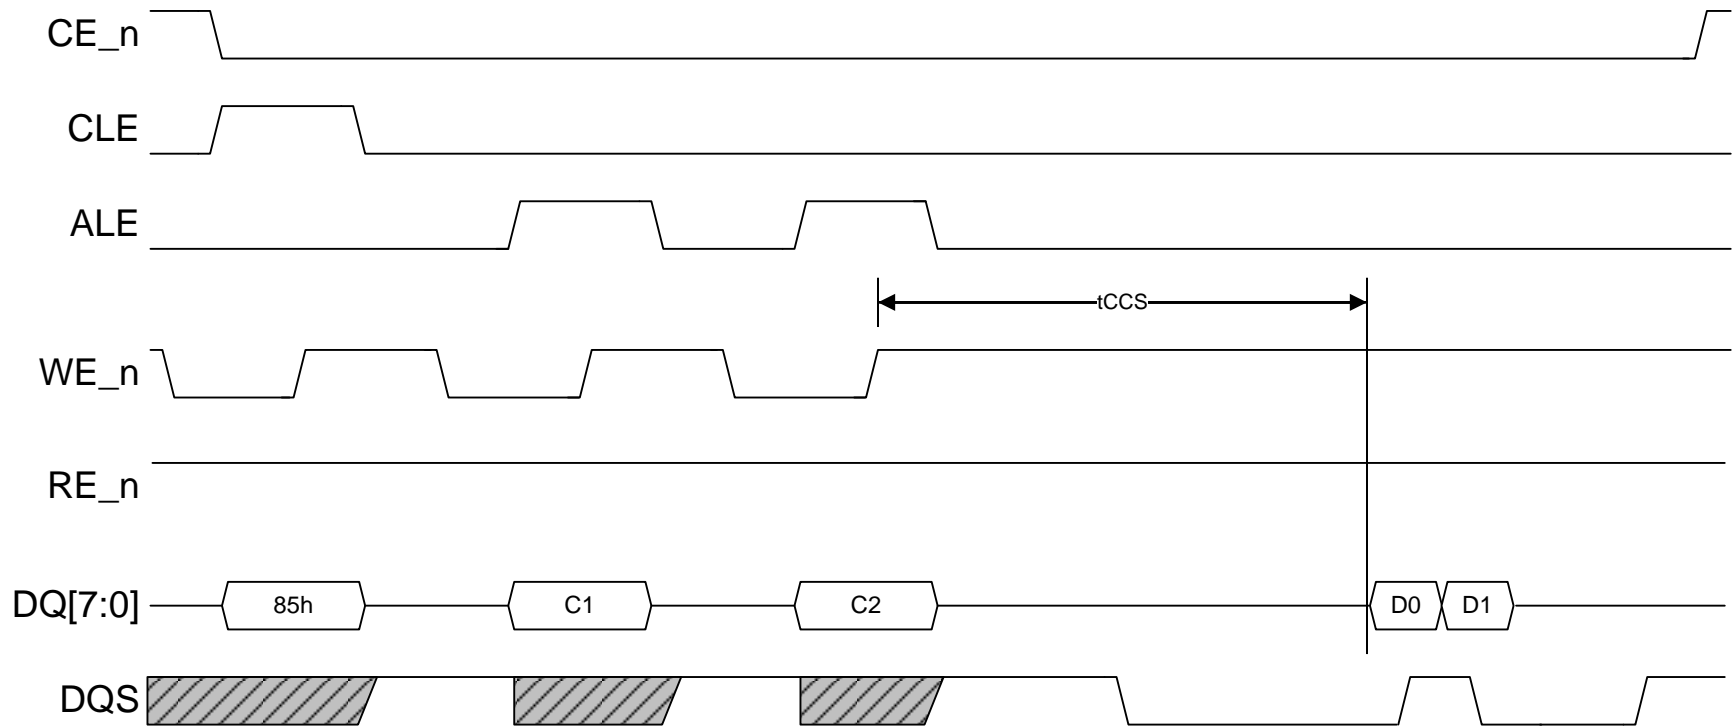 CE_n
CLE
ALE
tCCS
WE_n
RE_n
DQ[7:0] 85h C1 C2 D0 D1
DQS